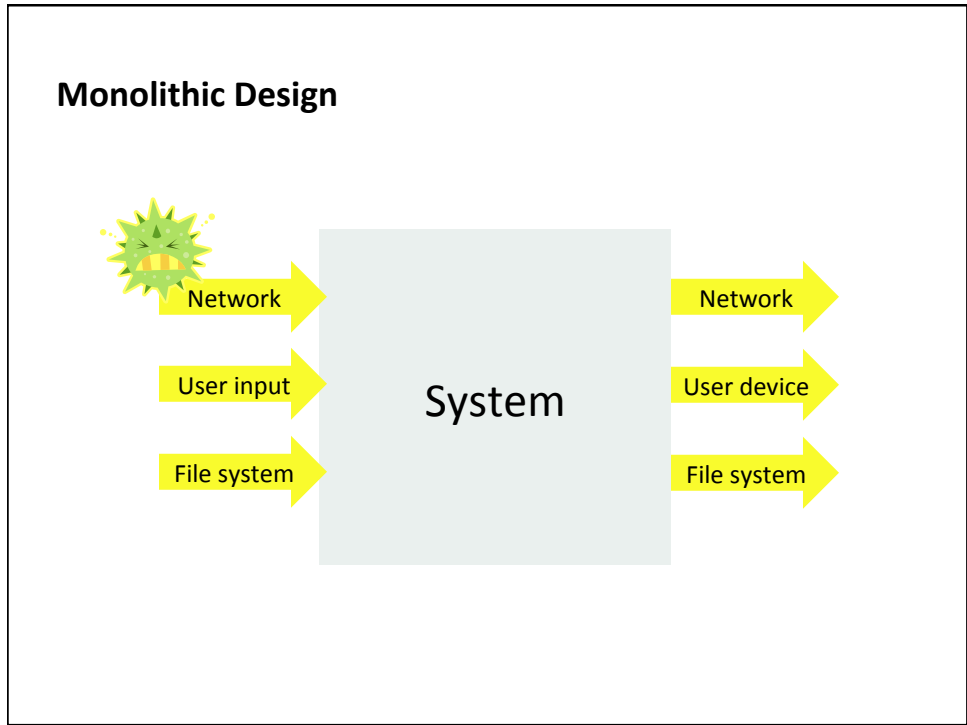 Monolithic Design
Network
Network
User input
User device
System
File system
File system